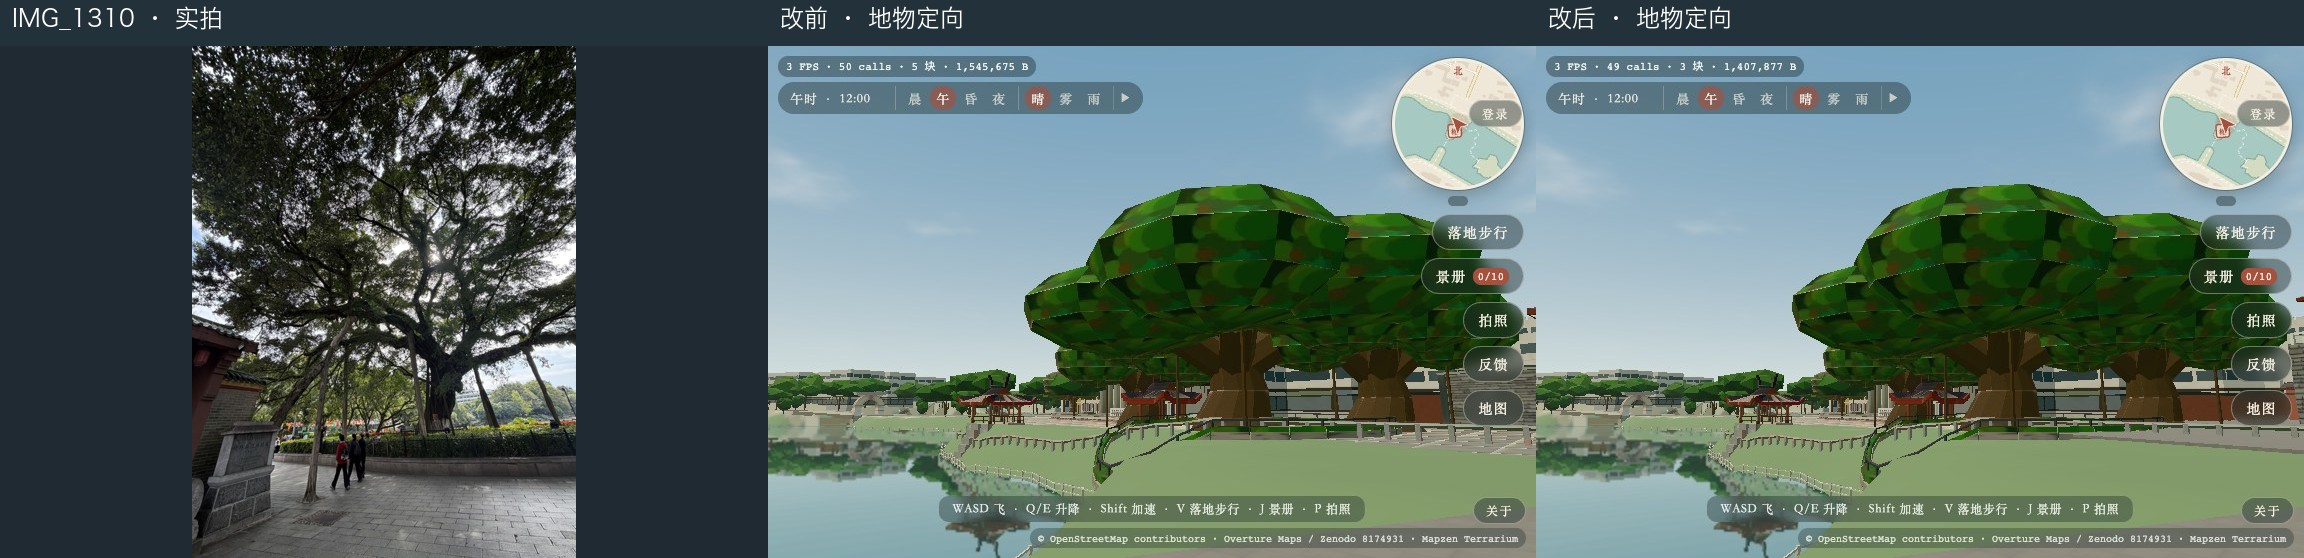 IMG_1310 · 实拍
改前 · 地物定向
3 FPS · 50 calls · 5 块 · 1,545,675 B
午时 · 12:00 晨 午 昏 夜 晴 雾 雨
北
登录
落地步行
景册 0/10
拍照
反馈
地图
WASD 飞 · Q/E 升降 · Shift 加速 · V 落地步行 · J 景册 · P 拍照
关于
© OpenStreetMap contributors · Overture Maps / Zenodo 8174931 · Mapzen Terrarium
改后 · 地物定向
3 FPS · 49 calls · 3 块 · 1,407,877 B
午时 · 12:00 晨 午 昏 夜 晴 雾 雨
北
登录
落地步行
景册 0/10
拍照
反馈
地图
WASD 飞 · Q/E 升降 · Shift 加速 · V 落地步行 · J 景册 · P 拍照
关于
© OpenStreetMap contributors · Overture Maps / Zenodo 8174931 · Mapzen Terrarium